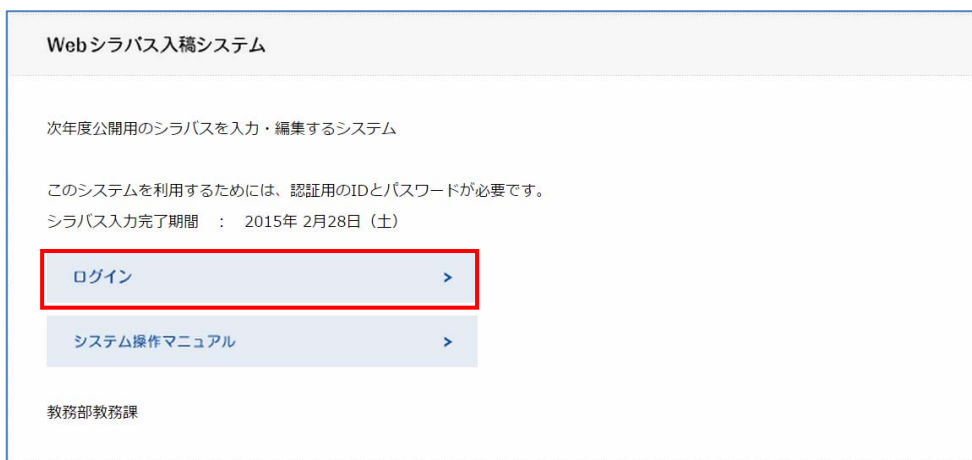 Webシラバス入稿システム
次年度公開用のシラバスを入力・編集するシステム
このシステムを利用するためには、認証用のIDとパスワードが必要です。
シラバス入力完了期間　：　2015年 2月28日（土）
ログイン　>
システム操作マニュアル　>
教務部教務課